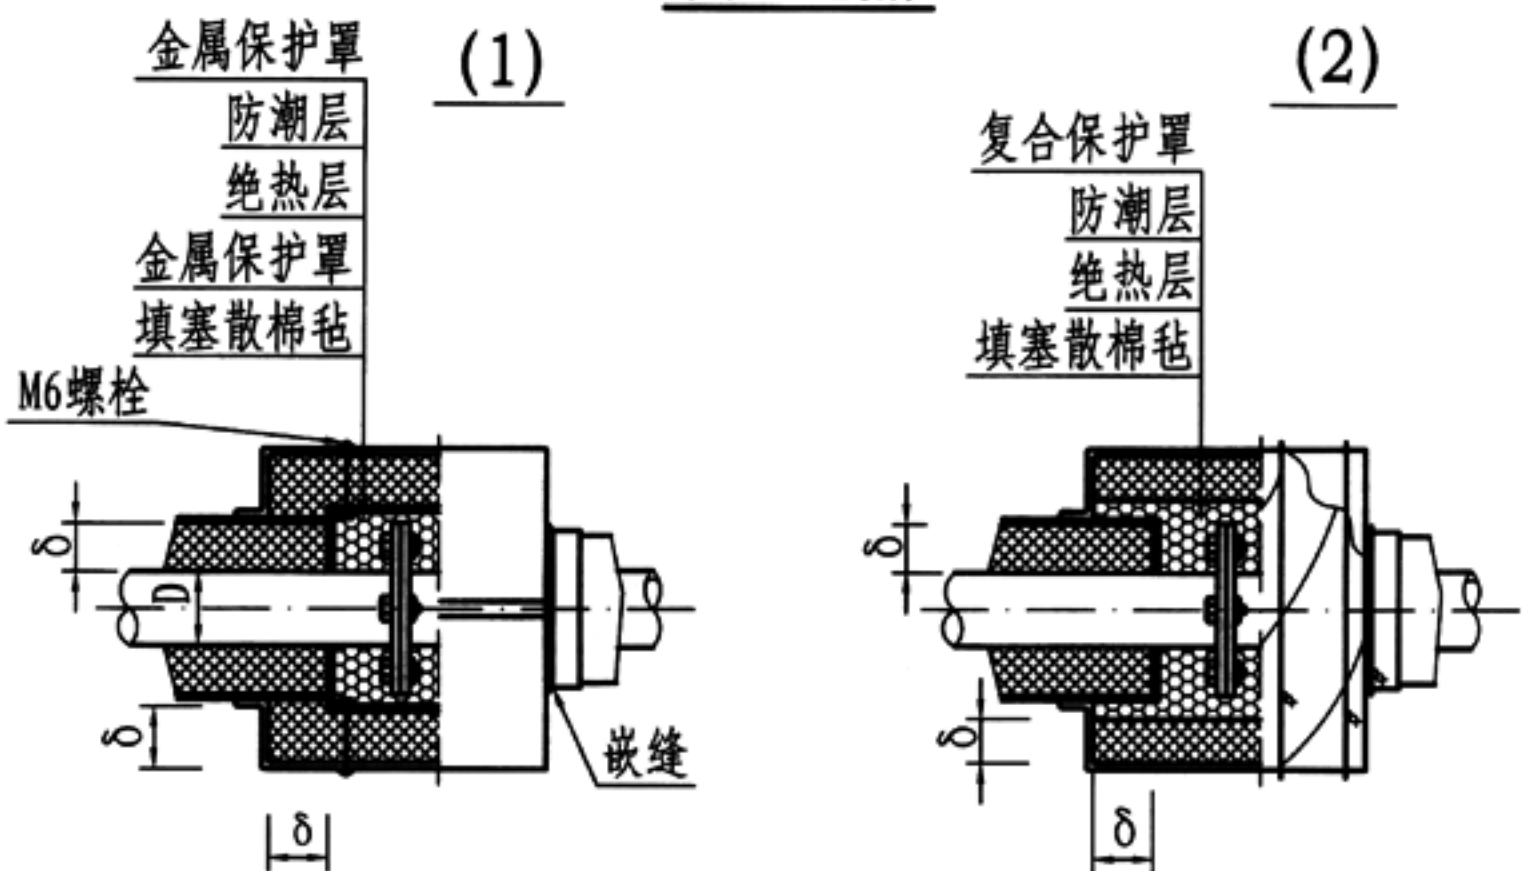 (1)
金属保护罩
防潮层
绝热层
金属保护罩
填塞散棉毡
M6螺栓
δ
D
δ
δ
嵌缝
(2)
复合保护罩
防潮层
绝热层
填塞散棉毡
δ
δ
δ